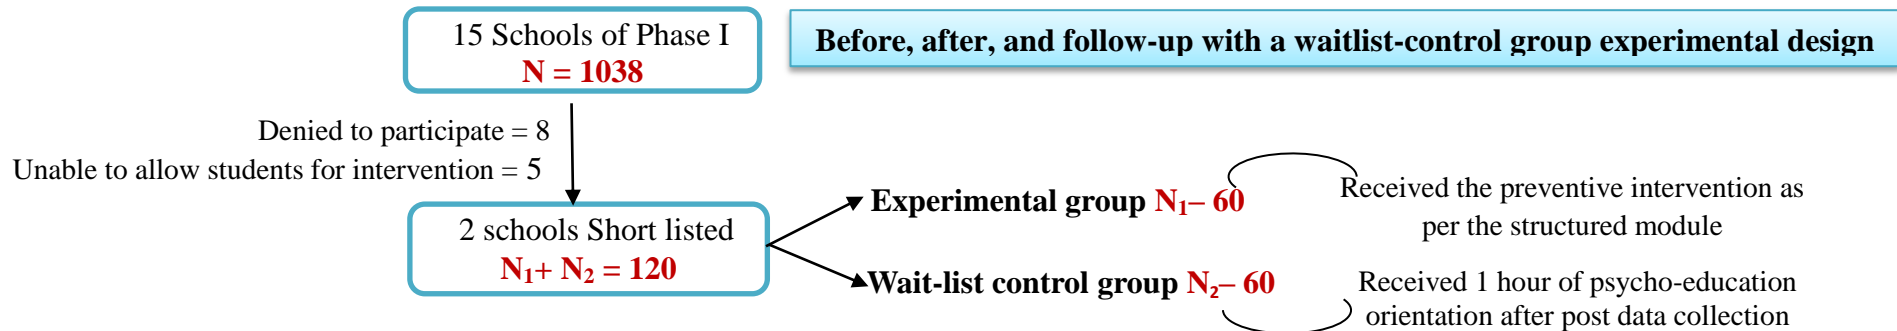 15 Schools of Phase I
N = 1038
Before, after, and follow-up with a waitlist-control group experimental design
Denied to participate = 8
Unable to allow students for intervention = 5
2 schools Short listed
N₁+ N₂ = 120
Experimental group N₁– 60
Received the preventive intervention as
per the structured module
Wait-list control group N₂– 60
Received 1 hour of psycho-education
orientation after post data collection